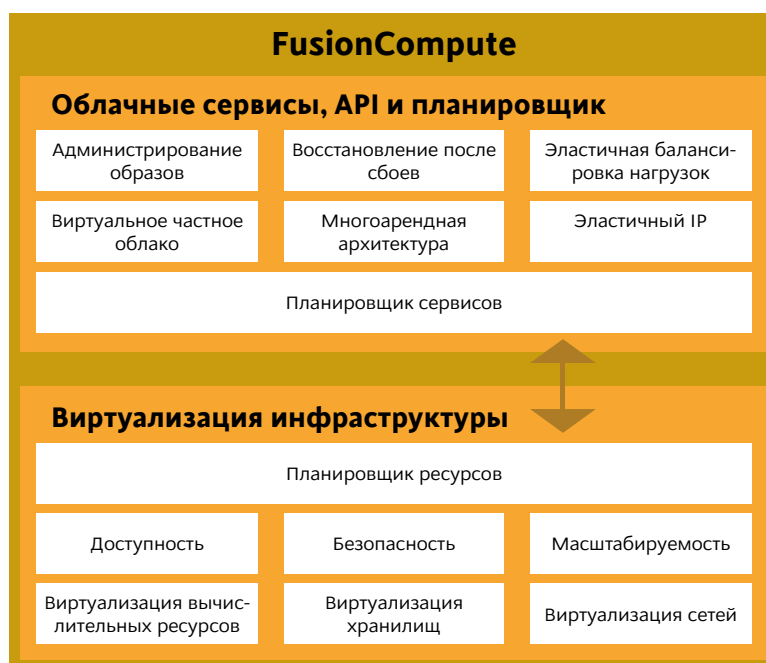 FusionCompute
Облачные сервисы, API и планировщик
Администрирование
образов
Восстановление после
сбоев
Эластичная баланси-
ровка нагрузок
Виртуальное частное
облако
Многоарендная
архитектура
Эластичный IP
Планировщик сервисов
Виртуализация инфраструктуры
Планировщик ресурсов
Доступность
Безопасность
Масштабируемость
Виртуализация вычис-
лительных ресурсов
Виртуализация
хранилищ
Виртуализация сетей